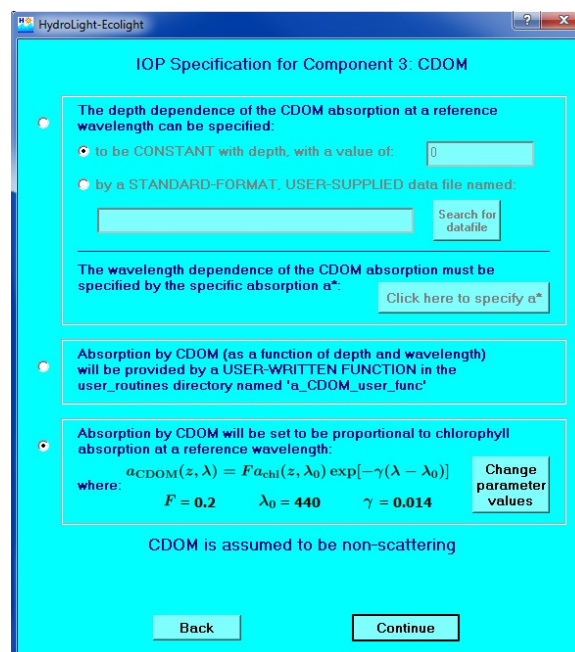 HydroLight-Ecolight
IOP Specification for Component 3: CDOM
The depth dependence of the CDOM absorption at a reference
wavelength can be specified:
to be CONSTANT with depth, with a value of: 0
by a STANDARD-FORMAT, USER-SUPPLIED data file named:
Search for
datafile
The wavelength dependence of the CDOM absorption must be
specified by the specific absorption a*:
Click here to specify a*
Absorption by CDOM (as a function of depth and wavelength)
will be provided by a USER-WRITTEN FUNCTION in the
user_routines directory named 'a_CDOM_user_func'
Absorption by CDOM will be set to be proportional to chlorophyll
absorption at a reference wavelength:
a_CDOM(z, λ) = F a_chl(z, λ₀) exp[−γ(λ − λ₀)]
where:
F = 0.2 λ₀ = 440 γ = 0.014
Change
parameter
values
CDOM is assumed to be non-scattering
Back Continue